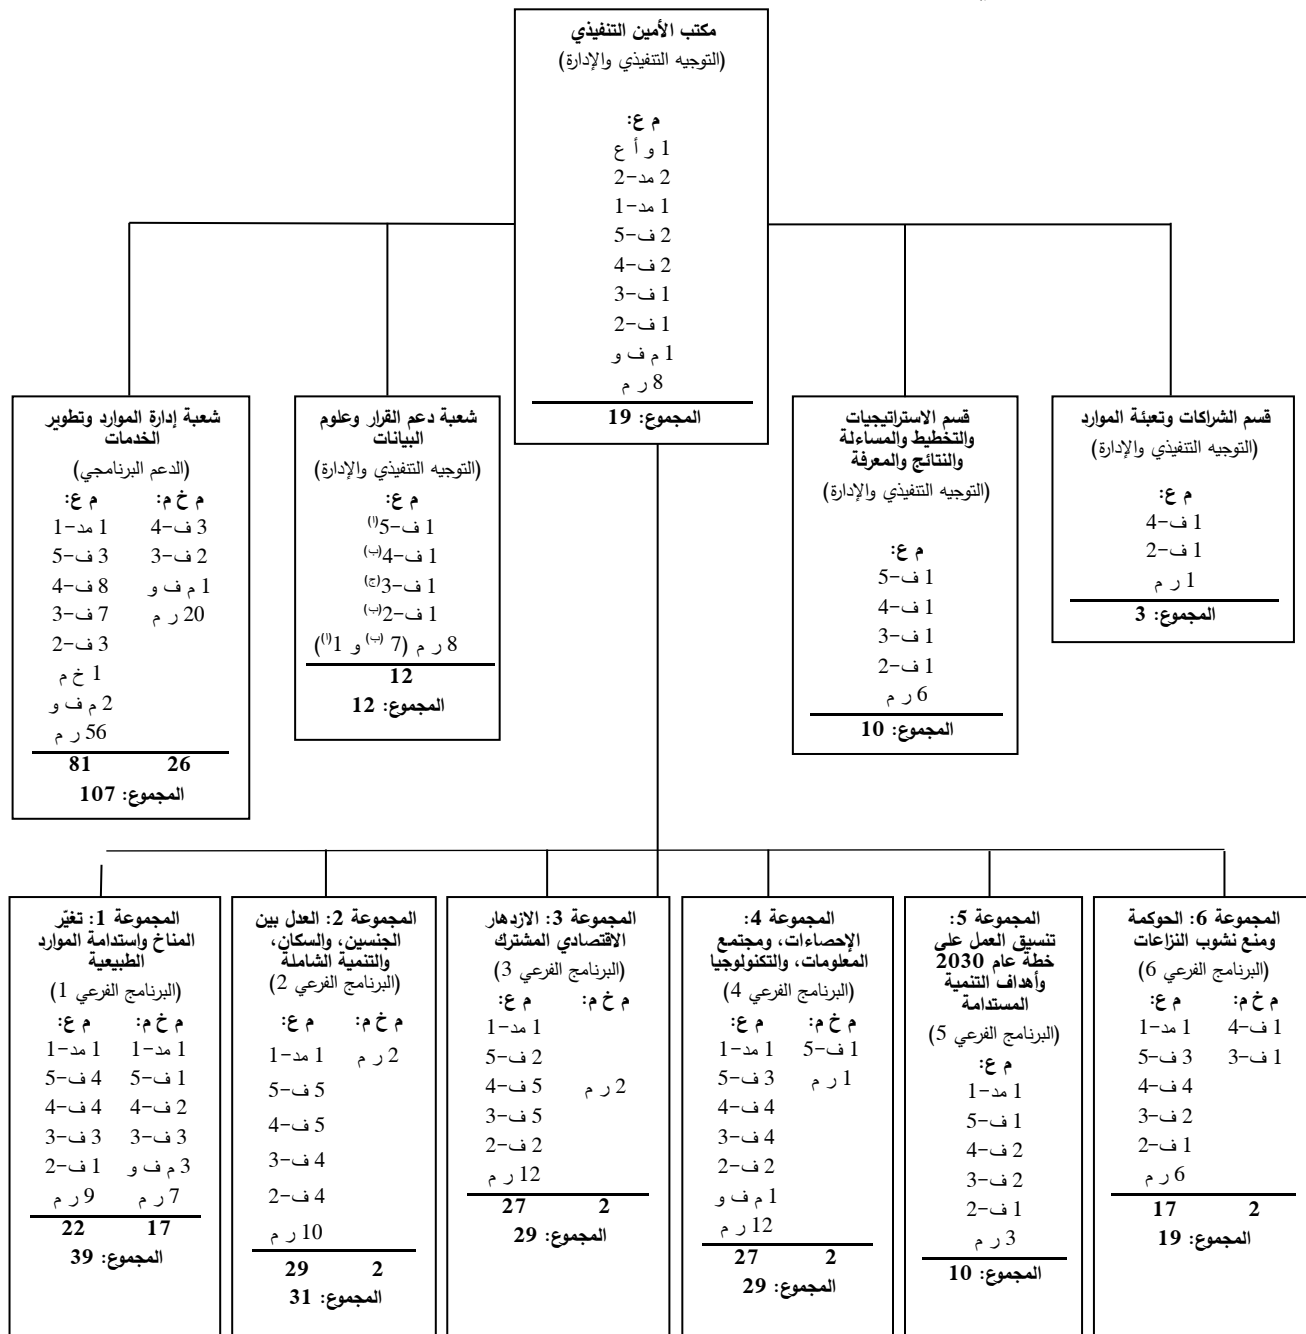 مكتب الأمين التنفيذي
(التوجيه التنفيذي والإدارة)
م ع:
1 و أ ع
2 مد-2
1 مد-1
2 ف-5
2 ف-4
1 ف-3
1 ف-2
1 م ف و
8 ر م
المجموع: 19
قسم الشراكات وتعبئة الموارد
(التوجيه التنفيذي والإدارة)
م ع:
1 ف-4
1 ف-2
1 ر م
المجموع: 3
قسم الاستراتيجيات
والتخطيط والمساءلة
والنتائج والمعرفة
(التوجيه التنفيذي والإدارة)
م ع:
1 ف-5
1 ف-4
1 ف-3
1 ف-2
6 ر م
المجموع: 10
شعبة دعم القرار وعلوم
البيانات
(التوجيه التنفيذي والإدارة)
م ع:
1 ف-5(أ)
1 ف-4(ب)
1 ف-3(ج)
1 ف-2(ب)
8 ر م (7 (ب) و 1(أ))
12
المجموع: 12
شعبة إدارة الموارد وتطوير
الخدمات
(الدعم البرنامجي)
م خ م: م ع:
3 ف-4 1 مد-1
2 ف-3 3 ف-5
1 م ف و 8 ف-4
20 ر م 7 ف-3
3 ف-2
1 خ م
2 م ف و
56 ر م
26 81
المجموع: 107
المجموعة 6: الحوكمة
ومنع نشوب النزاعات
(البرنامج الفرعي 6)
م خ م: م ع:
1 ف-4 1 مد-1
1 ف-3 3 ف-5
4 ف-4
2 ف-3
1 ف-2
6 ر م
2 17
المجموع: 19
المجموعة 5:
تنسيق العمل على
خطة عام 2030
وأهداف التنمية
المستدامة
(البرنامج الفرعي 5)
م ع:
1 مد-1
1 ف-5
2 ف-4
2 ف-3
1 ف-2
3 ر م
المجموع: 10
المجموعة 4:
الإحصاءات، ومجتمع
المعلومات، والتكنولوجيا
(البرنامج الفرعي 4)
م خ م: م ع:
1 ف-5 1 مد-1
1 ر م 3 ف-5
4 ف-4
4 ف-3
2 ف-2
1 م ف و
12 ر م
2 27
المجموع: 29
المجموعة 3: الازدهار
الاقتصادي المشترك
(البرنامج الفرعي 3)
م خ م: م ع:
1 مد-1
2 ف-5
2 ر م 5 ف-4
5 ف-3
2 ف-2
12 ر م
2 27
المجموع: 29
المجموعة 2: العدل بين
الجنسين، والسكان،
والتنمية الشاملة
(البرنامج الفرعي 2)
م خ م: م ع:
2 ر م 1 مد-1
5 ف-5
5 ف-4
4 ف-3
4 ف-2
10 ر م
2 29
المجموع: 31
المجموعة 1: تغيّر
المناخ واستدامة الموارد
الطبيعية
(البرنامج الفرعي 1)
م خ م: م ع:
1 مد-1 1 مد-1
1 ف-5 4 ف-5
2 ف-4 4 ف-4
3 ف-3 3 ف-3
3 م ف و 1 ف-2
7 ر م 9 ر م
17 22
المجموع: 39